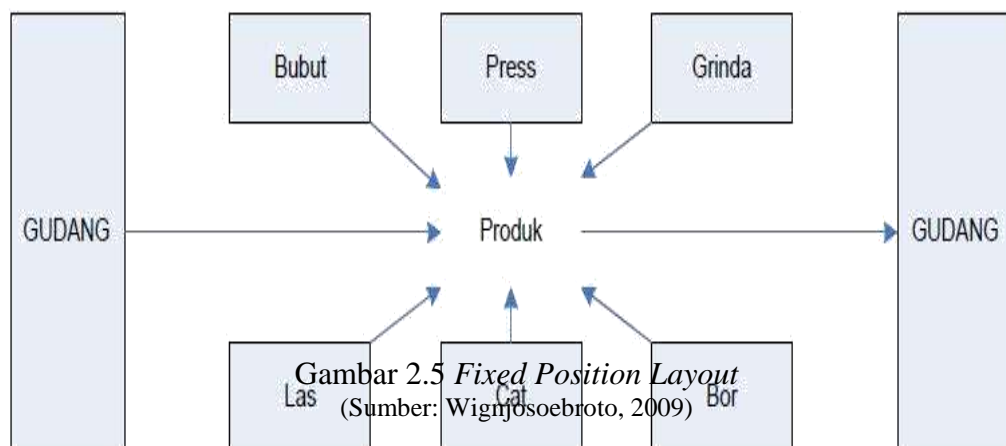 Bubut
Press
Grinda
GUDANG
Produk
GUDANG
Gambar 2.5 Fixed Position Layout
Las
Cat
Bor
(Sumber: Wignjosoebroto, 2009)